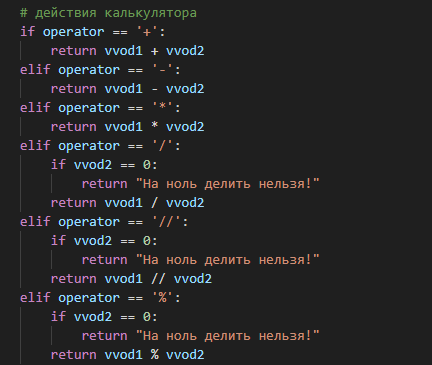 # действия калькулятора
if operator == '+':
    return vvod1 + vvod2
elif operator == '-':
    return vvod1 - vvod2
elif operator == '*':
    return vvod1 * vvod2
elif operator == '/':
    if vvod2 == 0:
        return "На ноль делить нельзя!"
    return vvod1 / vvod2
elif operator == '//':
    if vvod2 == 0:
        return "На ноль делить нельзя!"
    return vvod1 // vvod2
elif operator == '%':
    if vvod2 == 0:
        return "На ноль делить нельзя!"
    return vvod1 % vvod2